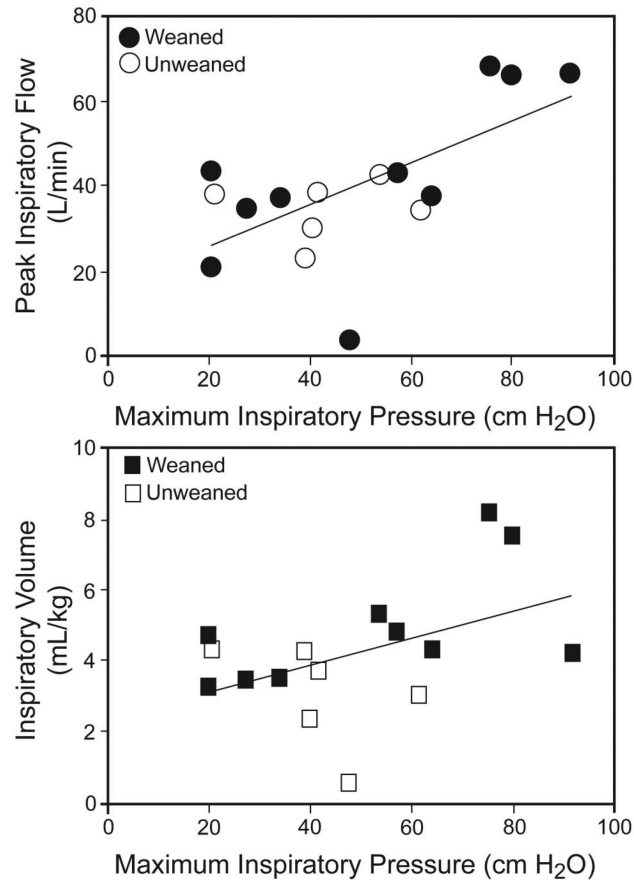 80
60
40
20
0
Peak Inspiratory Flow
(L/min)
Weaned
Unweaned
0 20 40 60 80 100
Maximum Inspiratory Pressure (cm H₂O)
10
8
6
4
2
0
Inspiratory Volume
(mL/kg)
Weaned
Unweaned
0 20 40 60 80 100
Maximum Inspiratory Pressure (cm H₂O)